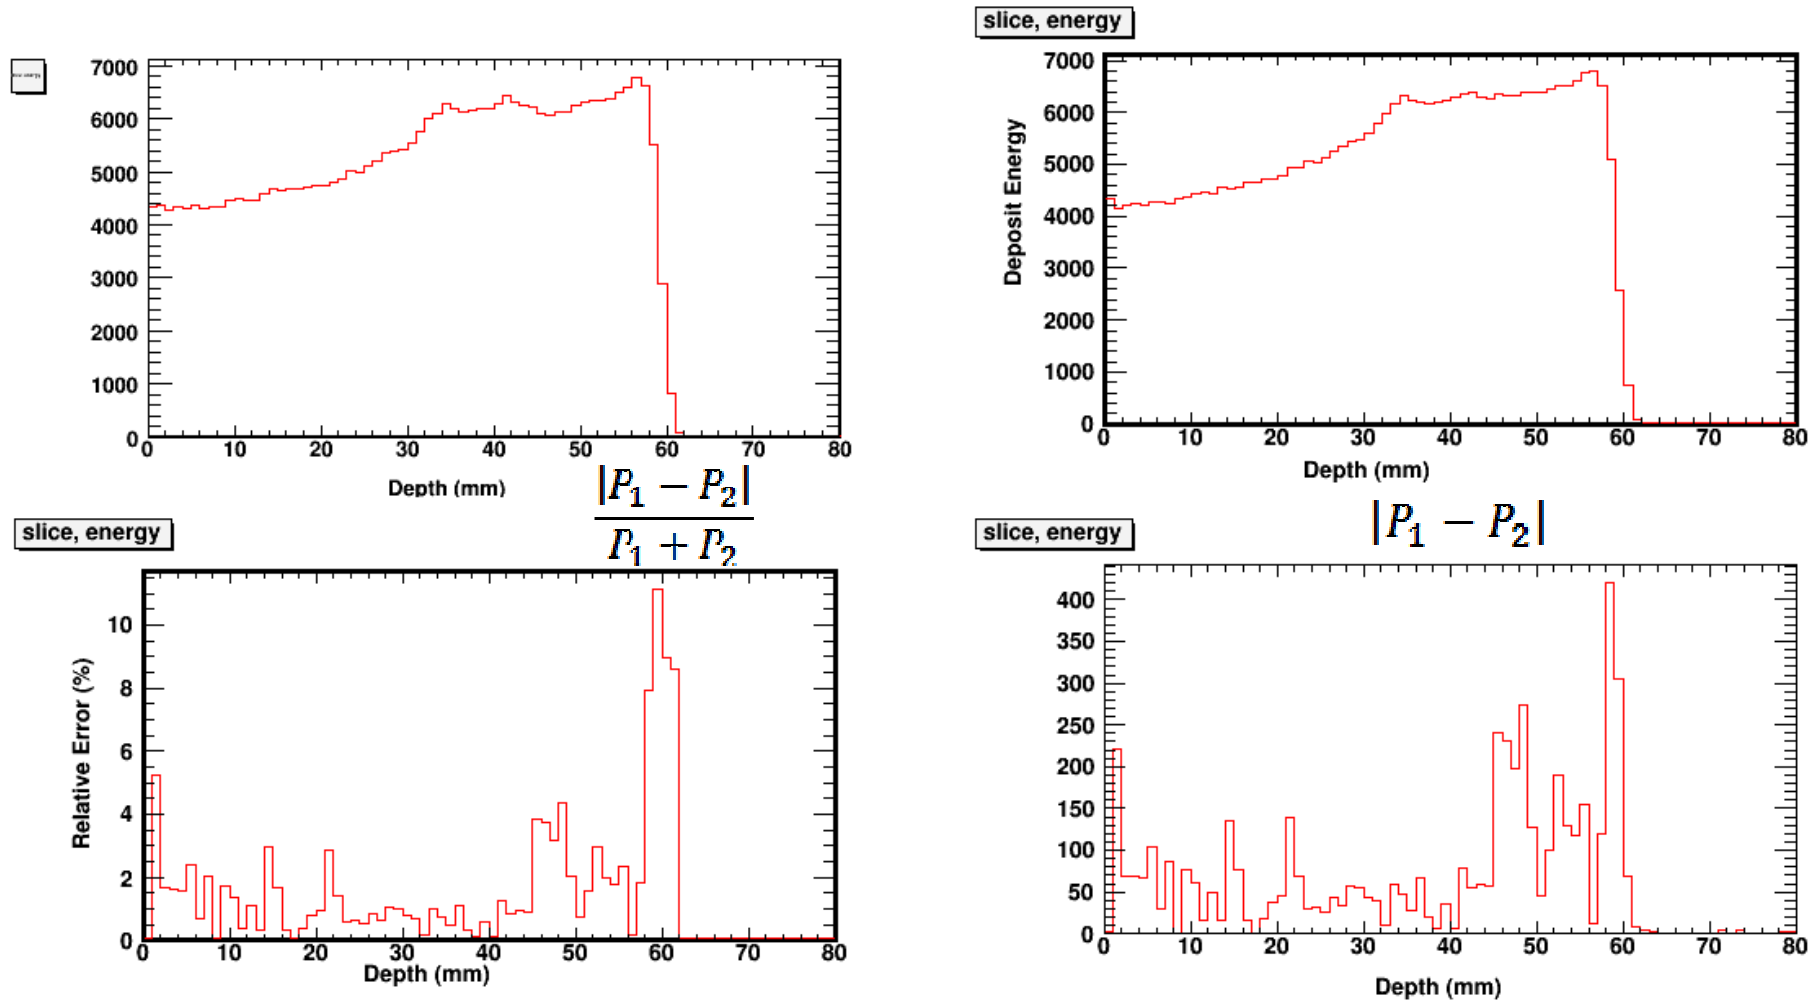 slice, energy
7000
6000
5000
4000
3000
2000
1000
0
0 10 20 30 40 50 60 70 80
Depth (mm)
7000
6000
5000
4000
3000
2000
1000
0
Deposit Energy
0 10 20 30 40 50 60 70 80
Depth (mm)
|P₁ − P₂|
P₁ + P₂
slice, energy
10
8
6
4
2
0
Relative Error (%)
0 10 20 30 40 50 60 70 80
Depth (mm)
|P₁ − P₂|
slice, energy
400
350
300
250
200
150
100
50
0
0 10 20 30 40 50 60 70 80
Depth (mm)